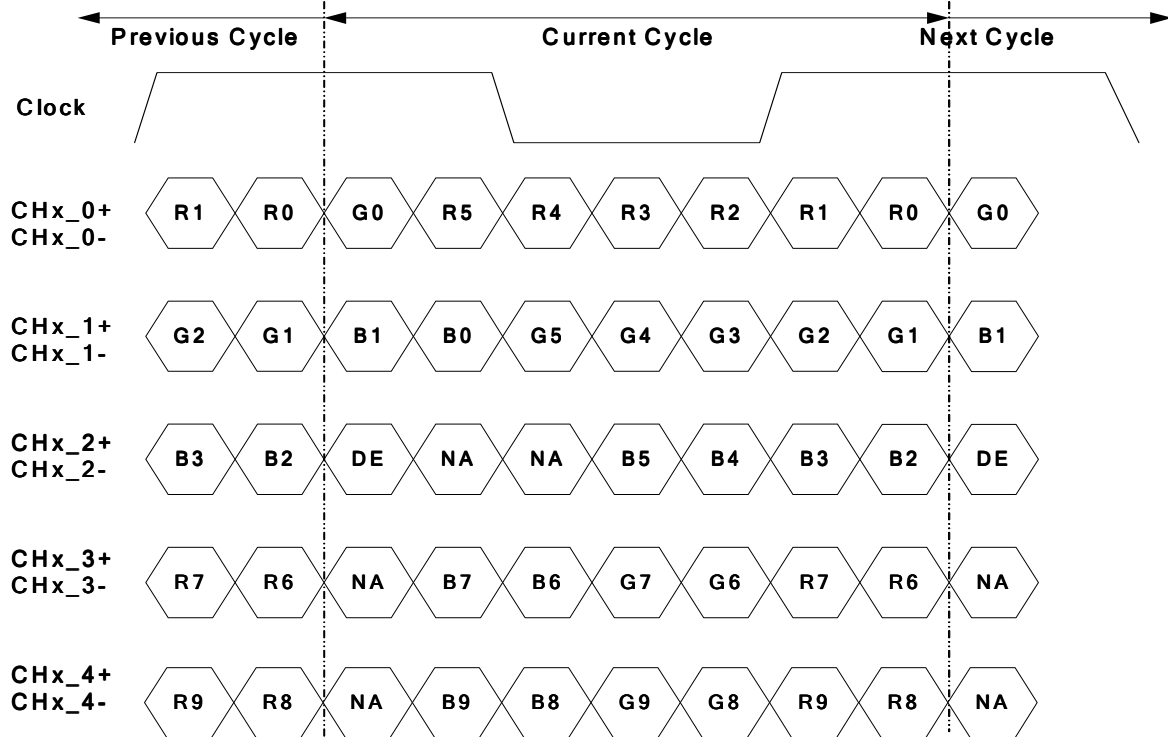 Previous Cycle Current Cycle Next Cycle
Clock
CHx_0+
CHx_0-
R1 R0 G0 R5 R4 R3 R2 R1 R0 G0
CHx_1+
CHx_1-
G2 G1 B1 B0 G5 G4 G3 G2 G1 B1
CHx_2+
CHx_2-
B3 B2 DE NA NA B5 B4 B3 B2 DE
CHx_3+
CHx_3-
R7 R6 NA B7 B6 G7 G6 R7 R6 NA
CHx_4+
CHx_4-
R9 R8 NA B9 B8 G9 G8 R9 R8 NA